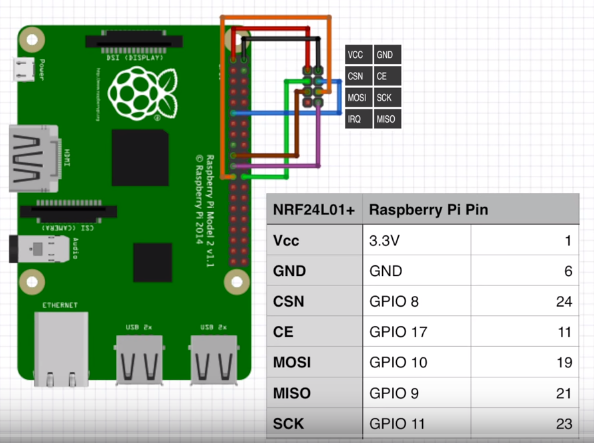 DSI (DISPLAY)
Power
HDMI
Raspberry Pi Model 2 v1.1
© Raspberry Pi 2014
CSI (CAMERA)
Audio
ETHERNET
USB 2x
USB 2x
VCC GND
CSN CE
MOSI SCK
IRQ MISO
NRF24L01+ Raspberry Pi Pin
Vcc 3.3V 1
GND GND 6
CSN GPIO 8 24
CE GPIO 17 11
MOSI GPIO 10 19
MISO GPIO 9 21
SCK GPIO 11 23